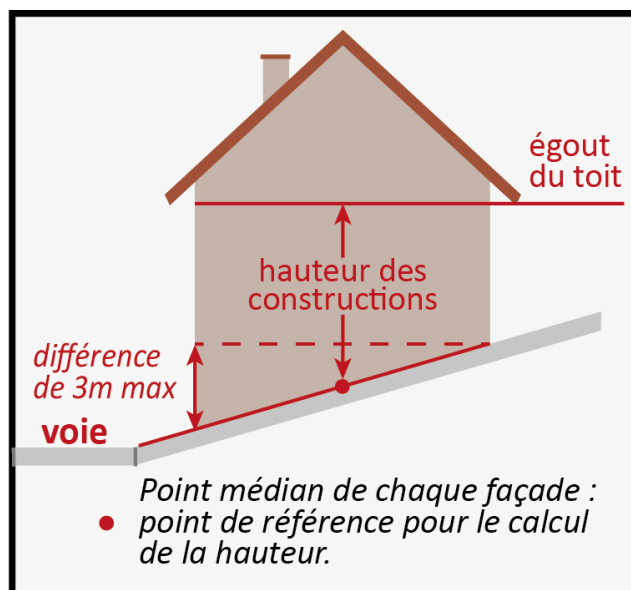 égout
du toit
hauteur des
constructions
différence
de 3m max
voie
Point médian de chaque façade :
point de référence pour le calcul
de la hauteur.